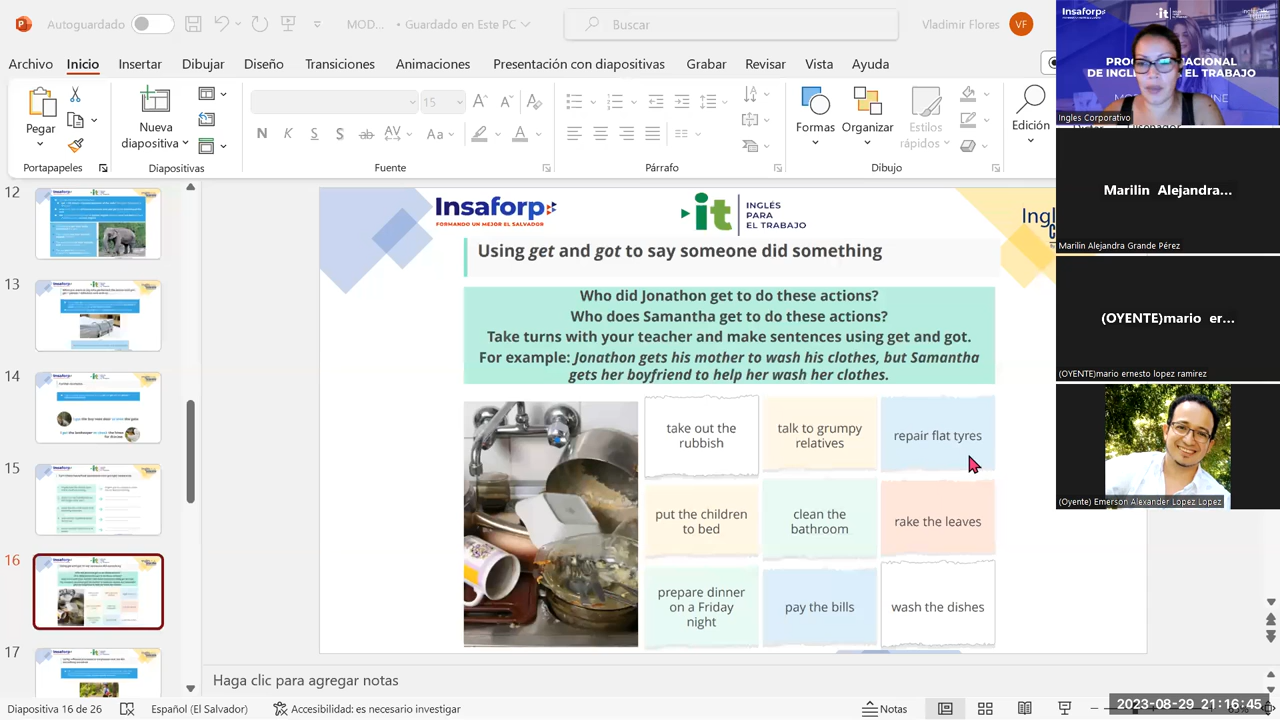 Autoguardado
Guardado en Este PC
Buscar
Vladimir Flores
VF
Archivo
Inicio
Insertar
Dibujar
Diseño
Transiciones
Animaciones
Presentación con diapositivas
Grabar
Revisar
Vista
Ayuda
Pegar
Portapapeles
Nueva
diapositiva
Diapositivas
15
Fuente
Párrafo
Formas
Organizar
Estilos
rápidos
Dibujo
Edición
12
13
14
15
16
17
Insaforp
FORMANDO UN MEJOR EL SALVADOR
it
INGLÉS
PARA
EL TRABAJO
Using get and got to say someone did something
Who did Jonathon get to do these actions?
Who does Samantha get to do these actions?
Take turns with your teacher and make sentences using get and got.
For example: Jonathon gets his mother to wash his clothes, but Samantha
gets her boyfriend to help her wash her clothes.
take out the
rubbish
talk to grumpy
relatives
repair flat tyres
put the children
to bed
clean the
bathroom
rake the leaves
prepare dinner
on a Friday
night
pay the bills
wash the dishes
Insaforp
it
Ingles Corporativo
Marilin Alejandra...
Marilin Alejandra Grande Pérez
(OYENTE)mario er...
(OYENTE)mario ernesto lopez ramirez
(Oyente) Emerson Alexander Lopez Lopez
Haga clic para agregar notas
Diapositiva 16 de 26
Español (El Salvador)
Accesibilidad: es necesario investigar
Notas
2023-08-29 21:16:45